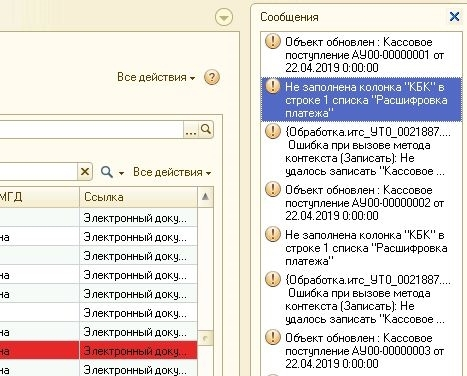 Сообщения
Все действия
Все действия
МГД
Ссылка
Электронный доку...
на
Электронный доку...
на
Электронный доку...
на
Электронный доку...
на
Электронный доку...
Электронный доку...
на
Электронный доку...
на
Электронный доку...
Электронный доку...
Объект обновлен : Кассовое
поступление АУ00-00000001 от
22.04.2019 0:00:00
Не заполнена колонка "КБК" в
строке 1 списка "Расшифровка
платежа"
{Обработка.итс_УТ0_0021887....
Ошибка при вызове метода
контекста (Записать): Не
удалось записать "Кассовое ...
Объект обновлен : Кассовое
поступление АУ00-00000002 от
22.04.2019 0:00:00
Не заполнена колонка "КБК" в
строке 1 списка "Расшифровка
платежа"
{Обработка.итс_УТ0_0021887....
Ошибка при вызове метода
контекста (Записать): Не
удалось записать "Кассовое ...
Объект обновлен : Кассовое
поступление АУ00-00000003 от
22.04.2019 0:00:00